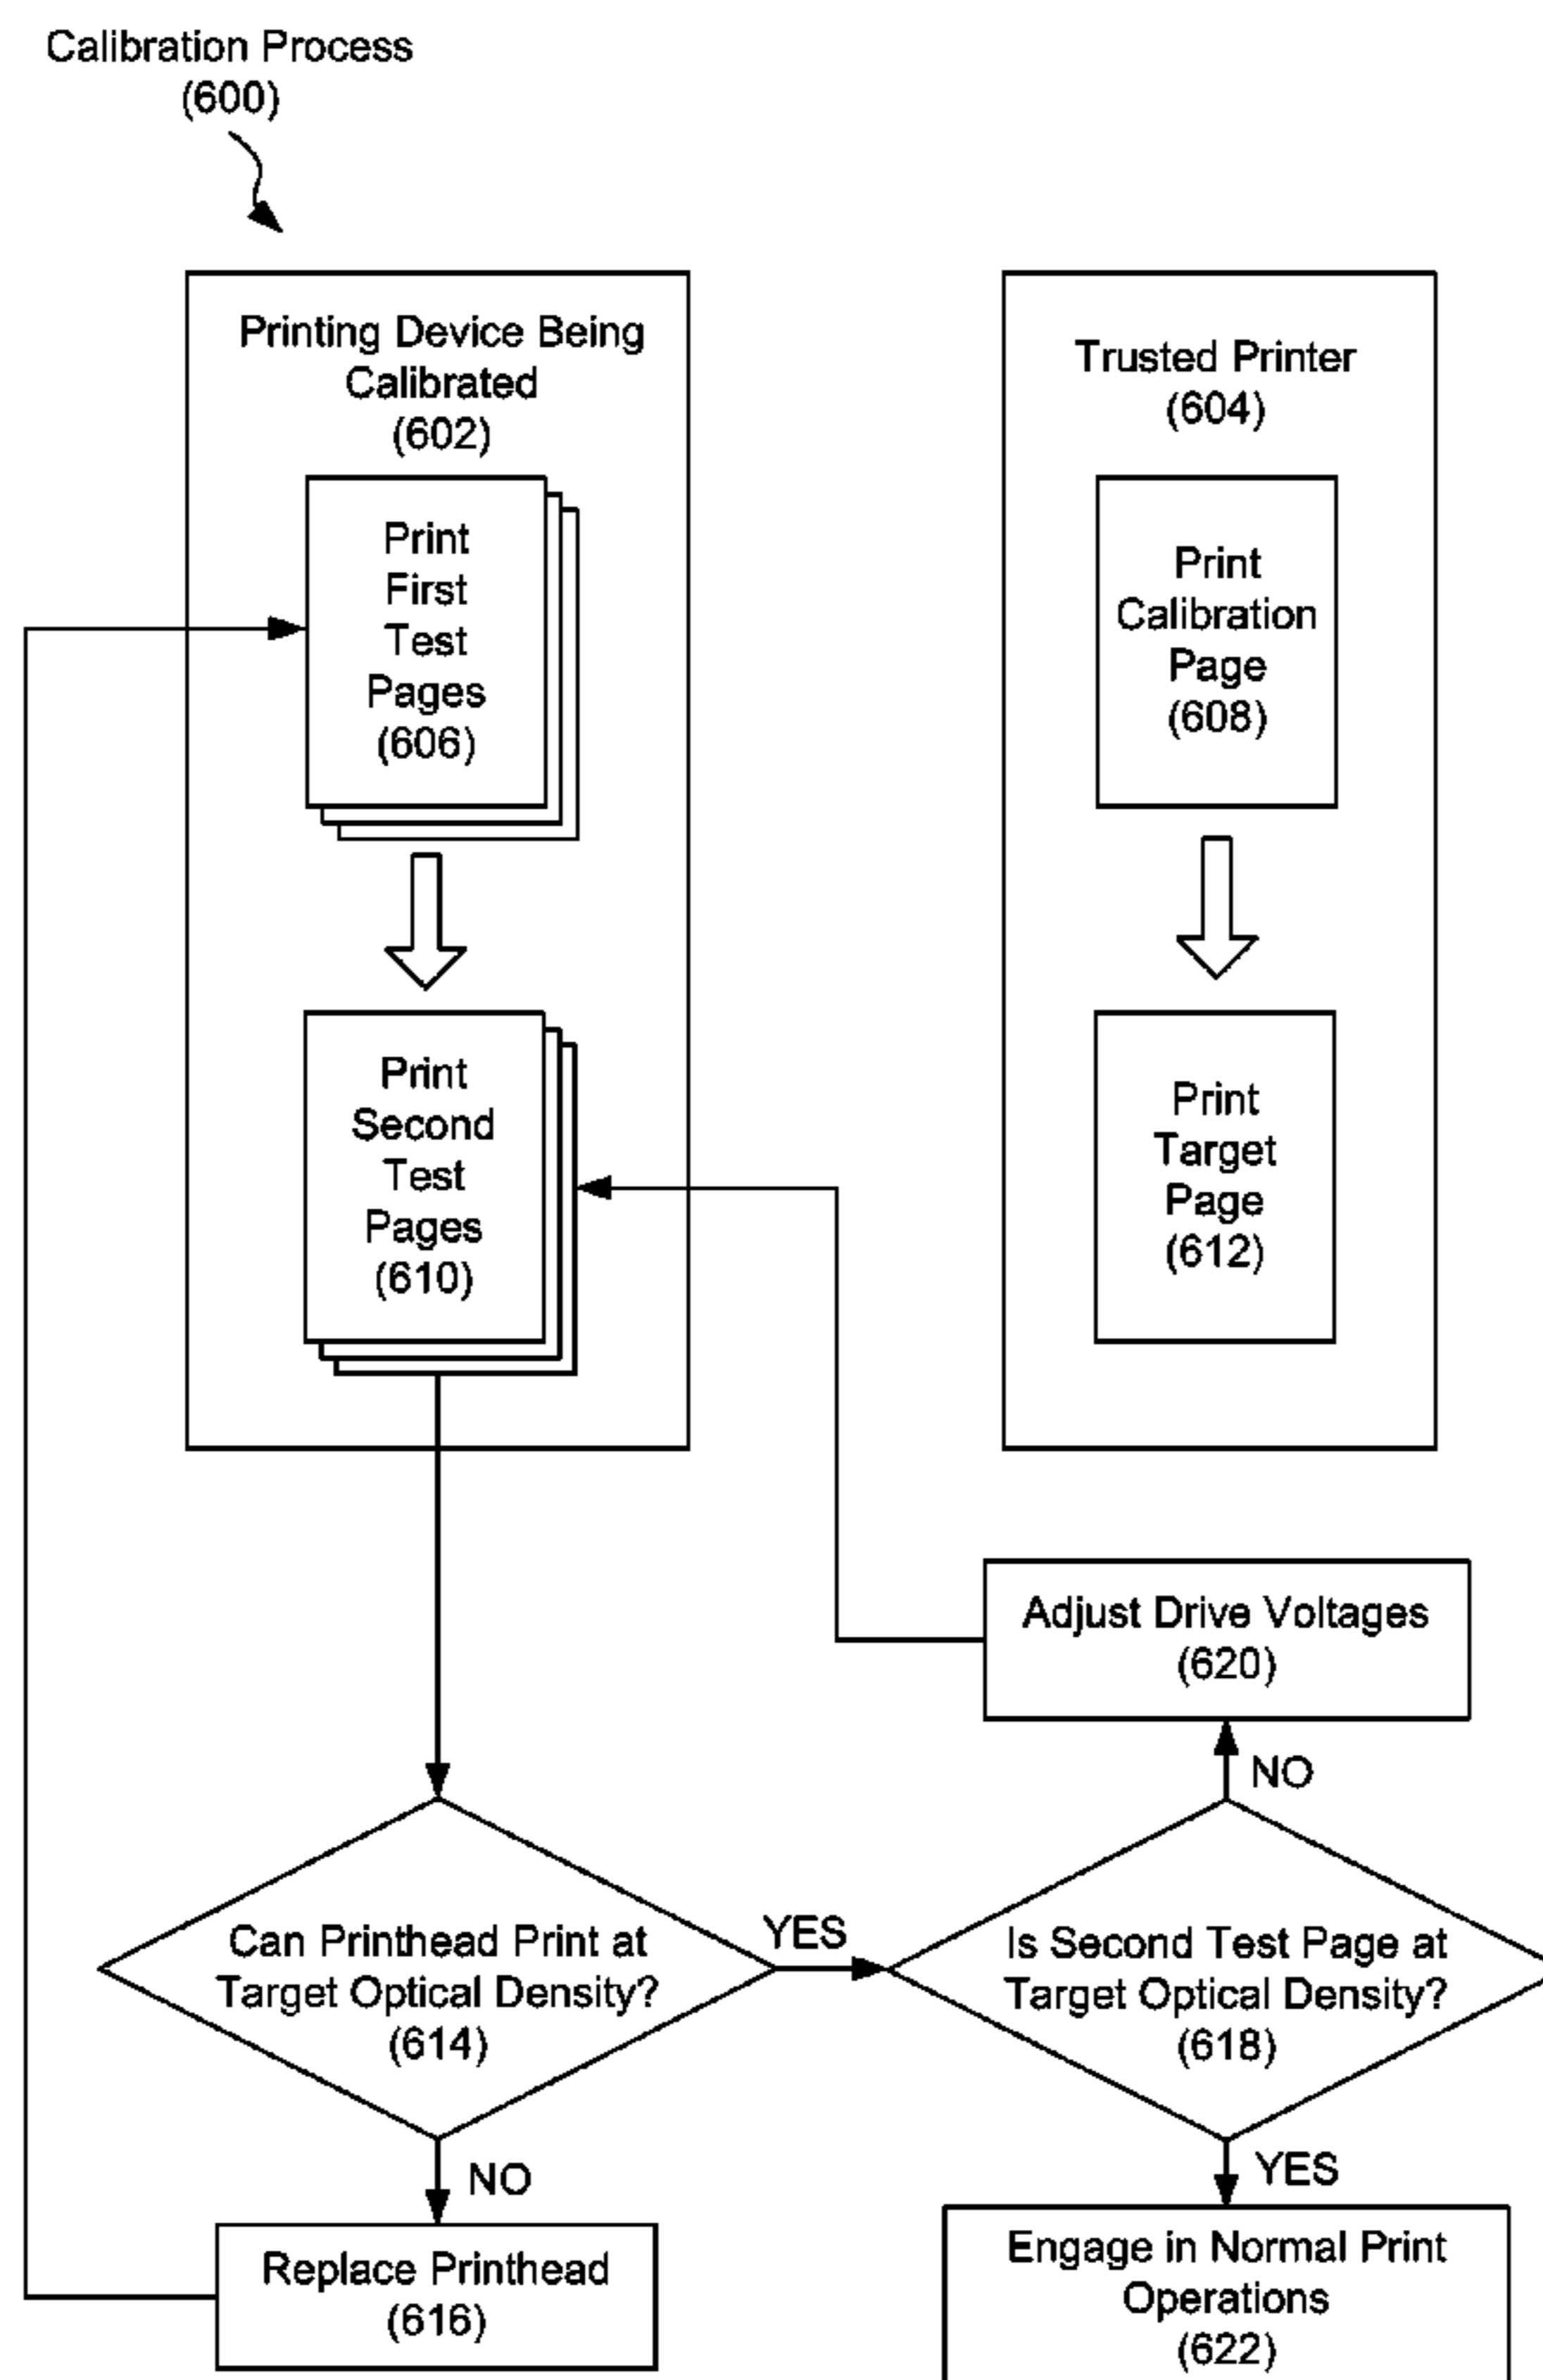 Calibration Process
(600)
Printing Device Being
Calibrated
(602)
Print
First
Test
Pages
(606)
Print
Second
Test
Pages
(610)
Trusted Printer
(604)
Print
Calibration
Page
(608)
Print
Target
Page
(612)
Adjust Drive Voltages
(620)
NO
Can Printhead Print at
Target Optical Density?
(614)
YES
Is Second Test Page at
Target Optical Density?
(618)
NO
YES
Replace Printhead
(616)
Engage in Normal Print
Operations
(622)